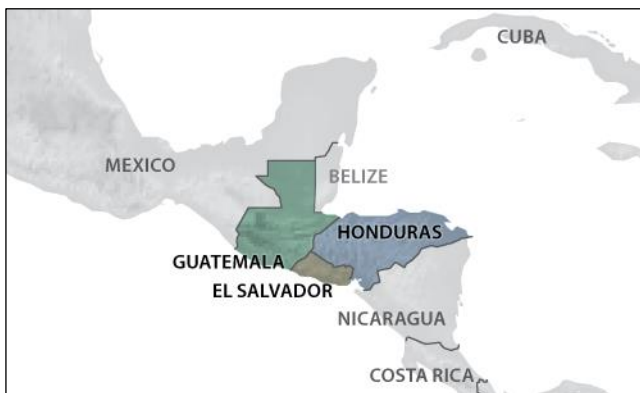 CUBA
MEXICO
BELIZE
HONDURAS
GUATEMALA
EL SALVADOR
NICARAGUA
COSTA RICA